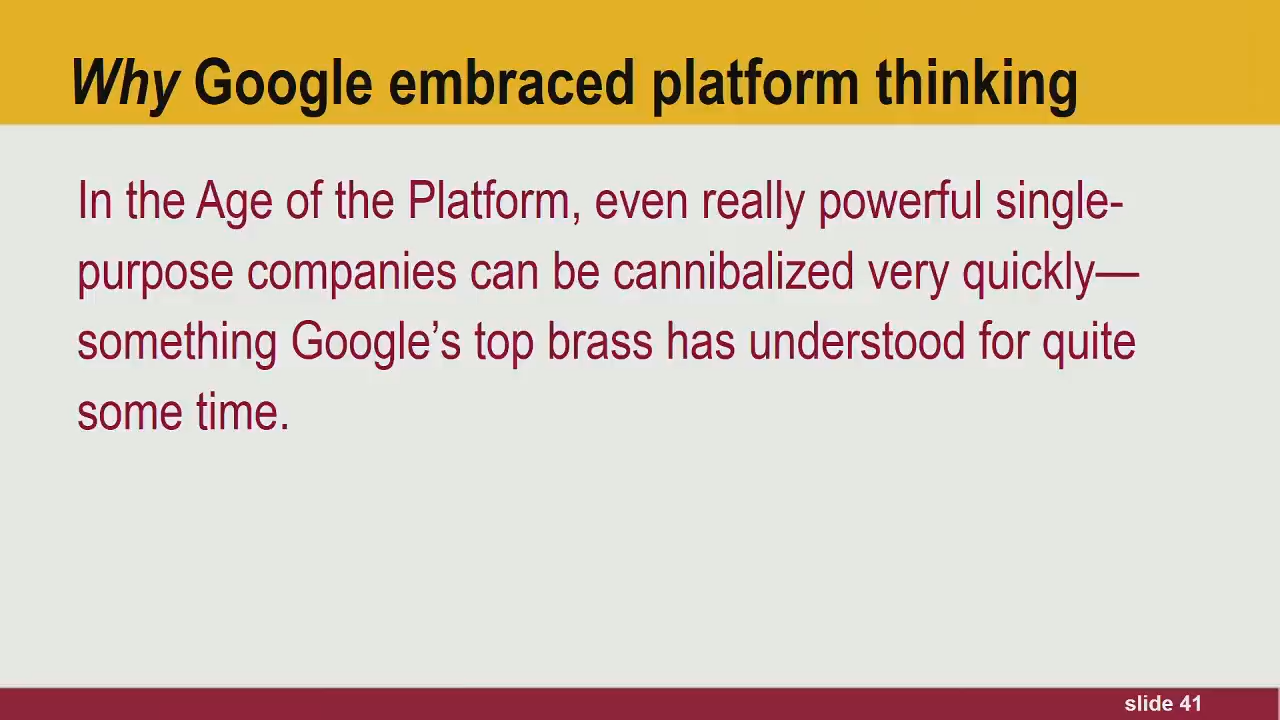 Why Google embraced platform thinking
In the Age of the Platform, even really powerful single-
purpose companies can be cannibalized very quickly—
something Google’s top brass has understood for quite
some time.
slide 41